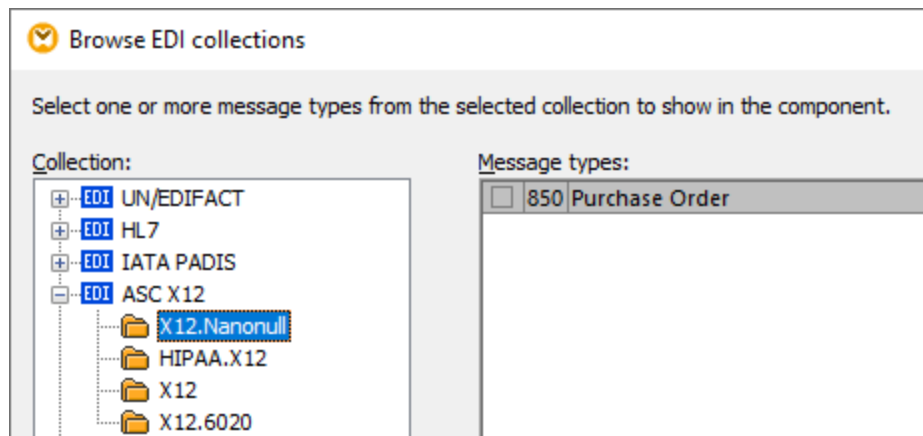 Browse EDI collections
Select one or more message types from the selected collection to show in the component.
Collection:
EDI UN/EDIFACT
EDI HL7
EDI IATA PADIS
EDI ASC X12
X12.Nanonull
HIPAA.X12
X12
X12.6020
Message types:
850 Purchase Order